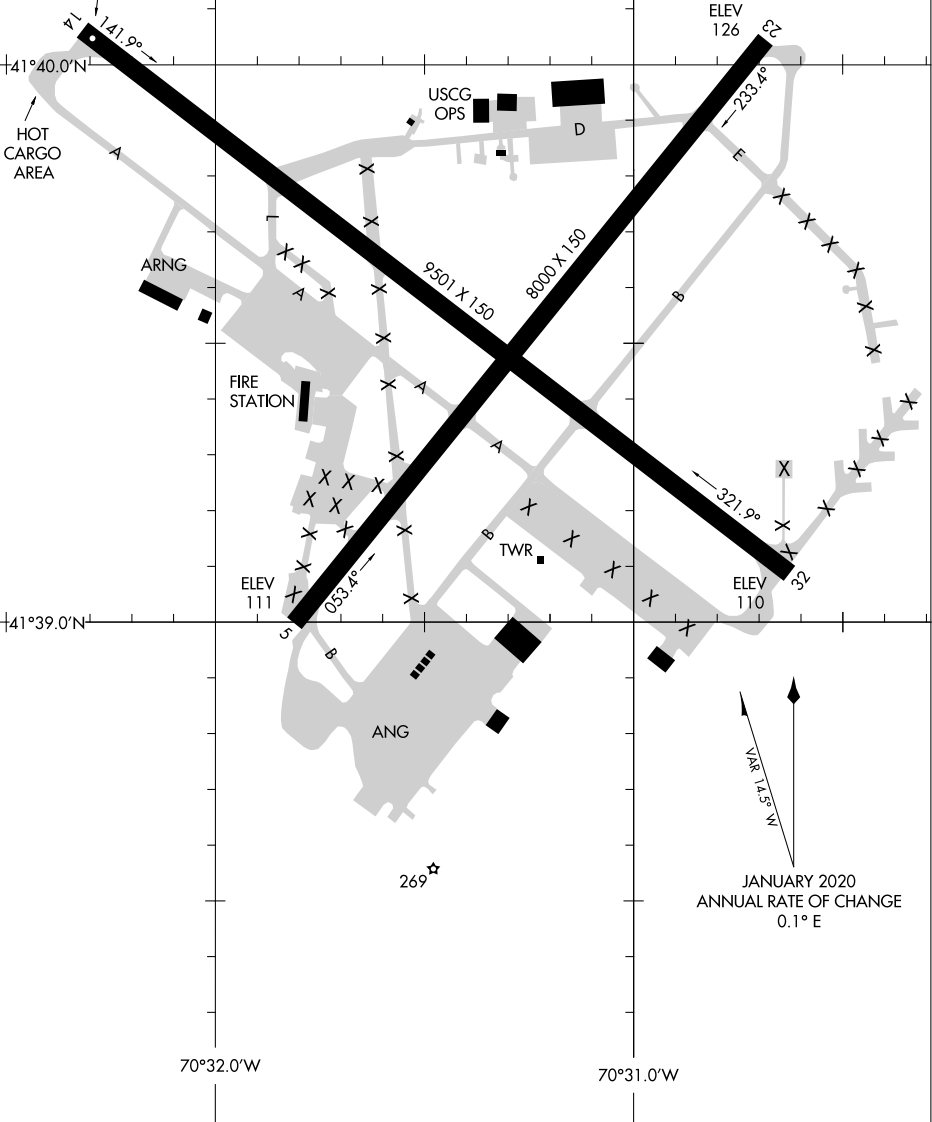 14
141.9°
ELEV
126
23
41°40.0'N
233.4°
HOT
CARGO
AREA
A
USCG
OPS
D
E
L
ARNG
A
9501 X 150
8000 X 150
B
FIRE
STATION
A
A
321.9°
B
TWR
ELEV
111
053.4°
ELEV
110
32
41°39.0'N
5
B
ANG
VAR 14.5° W
269
JANUARY 2020
ANNUAL RATE OF CHANGE
0.1° E
70°32.0'W
70°31.0'W